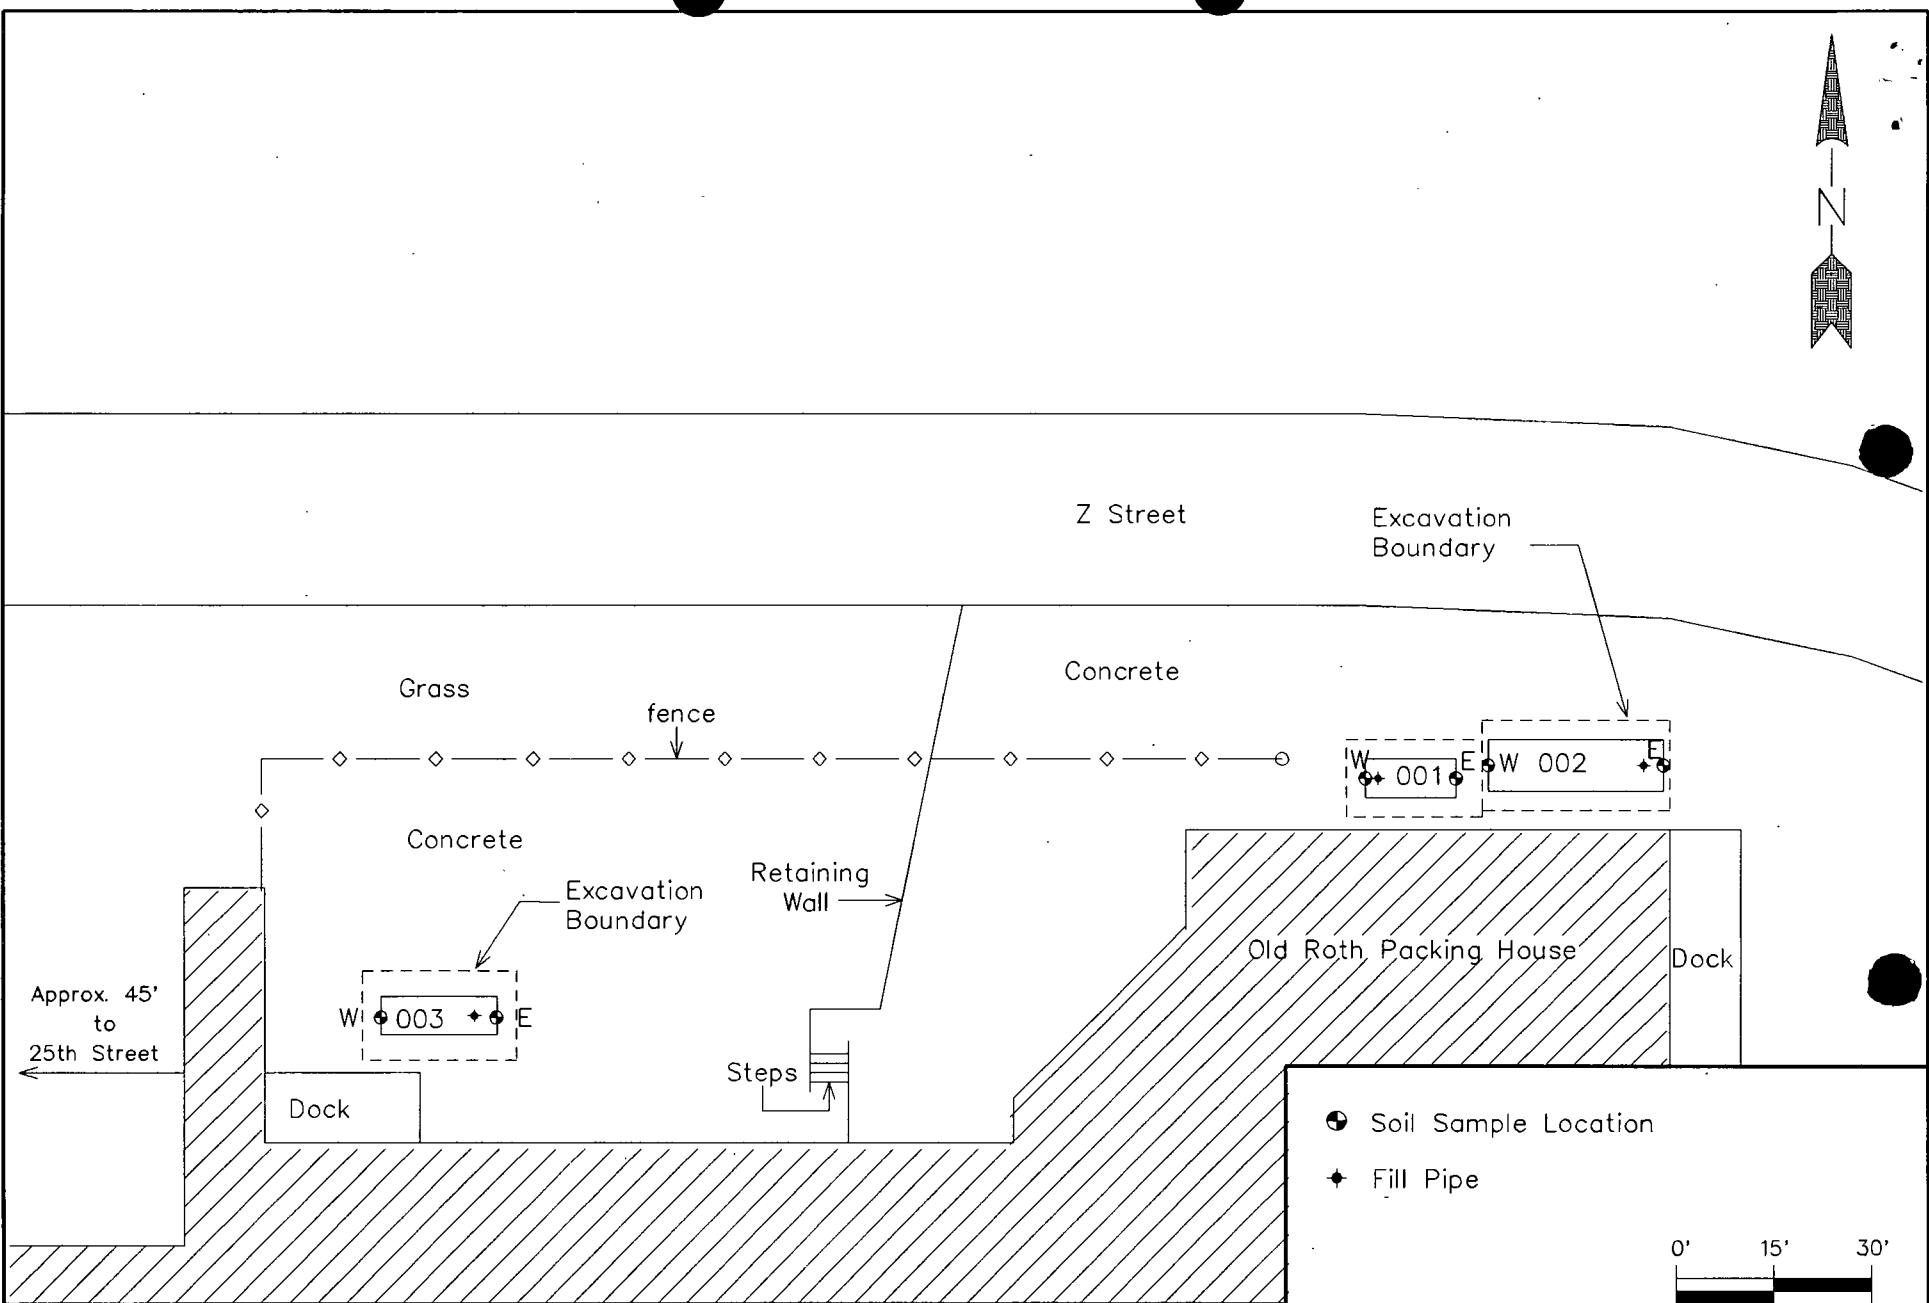 N
Z Street
Excavation
Boundary
Concrete
Grass
fence
W 001 E
W 002 E
Concrete
Retaining
Wall
Excavation
Boundary
Old Roth Packing House
Dock
Approx. 45'
to
25th Street
W 003 E
Steps
Dock
Soil Sample Location
Fill Pipe
0' 15' 30'